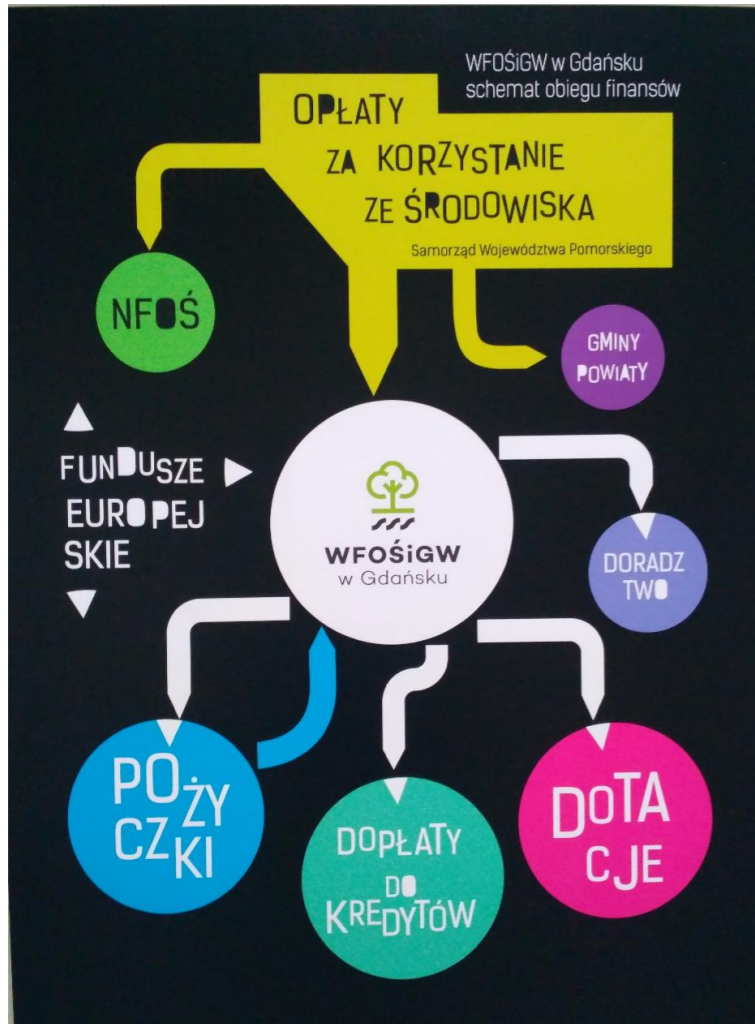 WFOŚiGW w Gdańsku
schemat obiegu finansów
OPŁATY
ZA KORZYSTANIE
ZE ŚRODOWISKA
Samorząd Województwa Pomorskiego
NFOŚ
GMINY
POWIATY
FUNDUSZE
EUROPEJ
SKIE
WFOŚiGW
w Gdańsku
DORADZ
TWO
POŻY
CZKI
DOPŁATY
DO
KREDYTÓW
DOTA
CJE